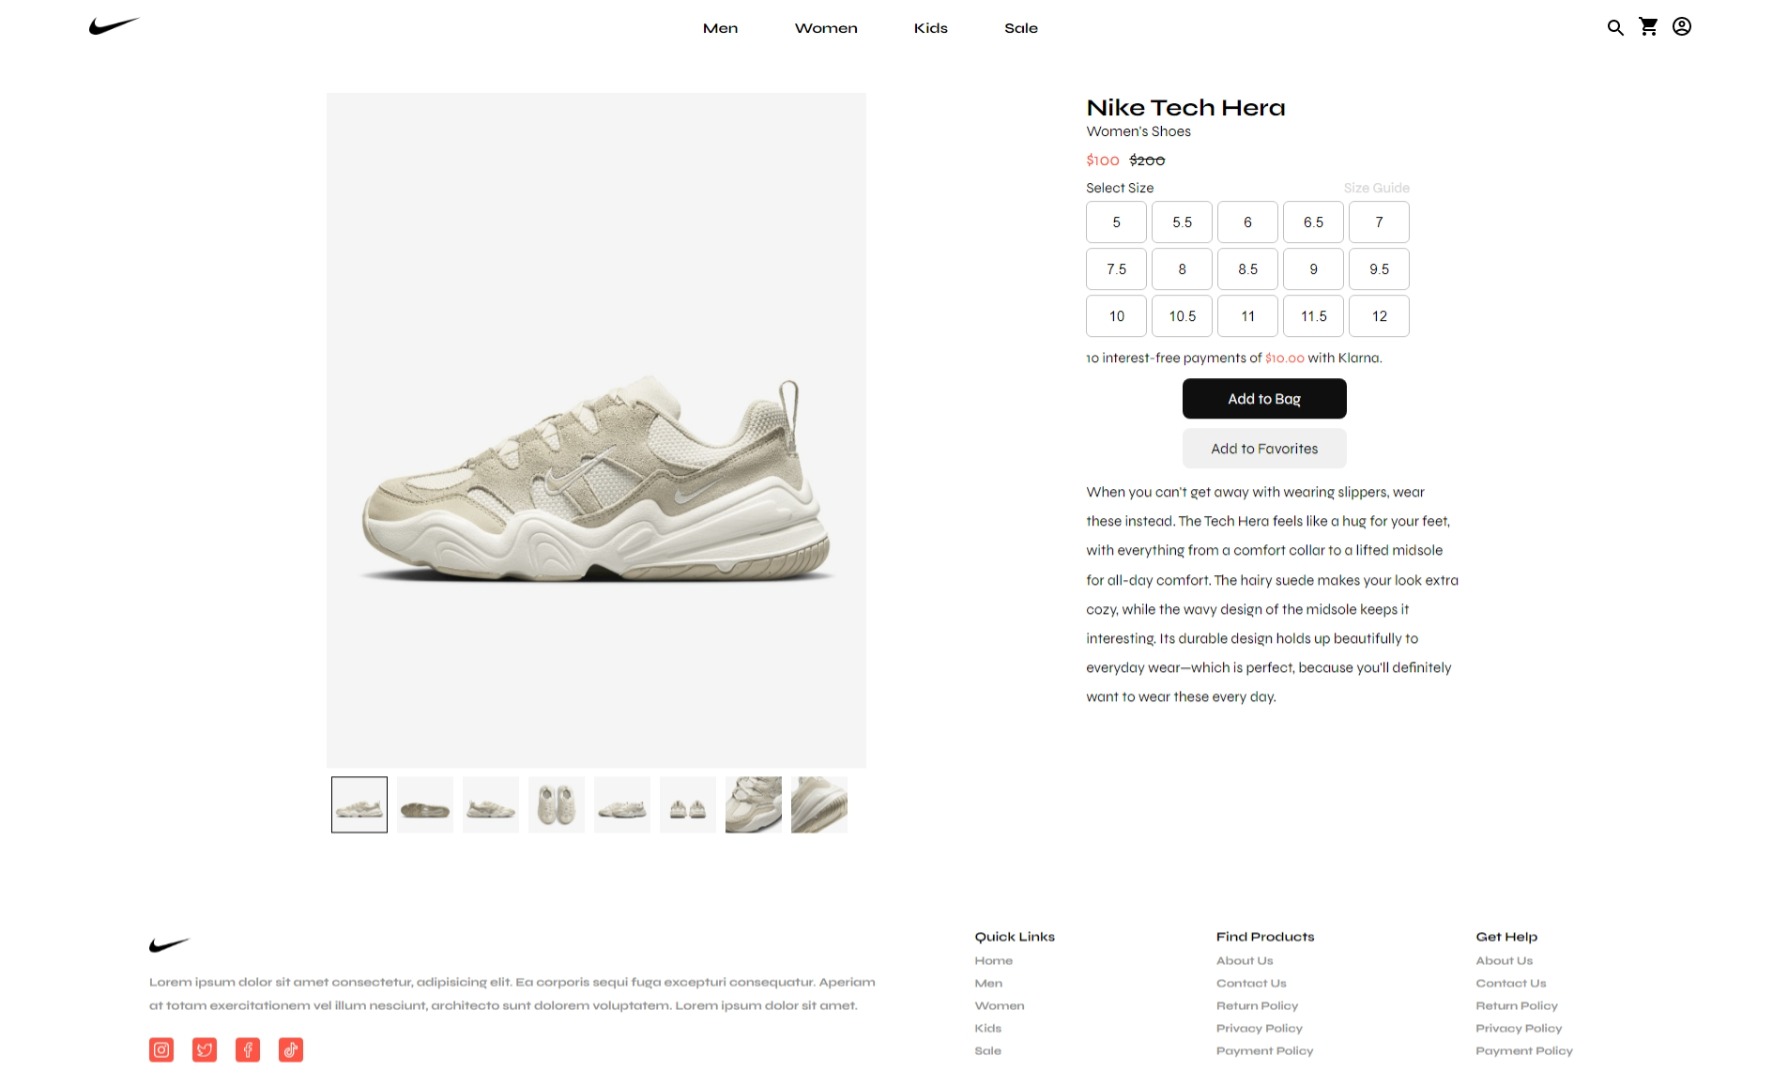 Men Women Kids Sale
Nike Tech Hera
Women's Shoes
$100 $200
Select Size Size Guide
5 5.5 6 6.5 7
7.5 8 8.5 9 9.5
10 10.5 11 11.5 12
10 interest-free payments of $10.00 with Klarna.
Add to Bag
Add to Favorites
When you can't get away with wearing slippers, wear
these instead. The Tech Hera feels like a hug for your feet,
with everything from a comfort collar to a lifted midsole
for all-day comfort. The hairy suede makes your look extra
cozy, while the wavy design of the midsole keeps it
interesting. Its durable design holds up beautifully to
everyday wear—which is perfect, because you'll definitely
want to wear these every day.
Lorem ipsum dolor sit amet consectetur, adipisicing elit. Ea corporis sequi fuga excepturi consequatur. Aperiam
at totam exercitationem vel illum nesciunt, architecto sunt dolorem voluptatem. Lorem ipsum dolor sit amet.
Quick Links
Home
Men
Women
Kids
Sale
Find Products
About Us
Contact Us
Return Policy
Privacy Policy
Payment Policy
Get Help
About Us
Contact Us
Return Policy
Privacy Policy
Payment Policy